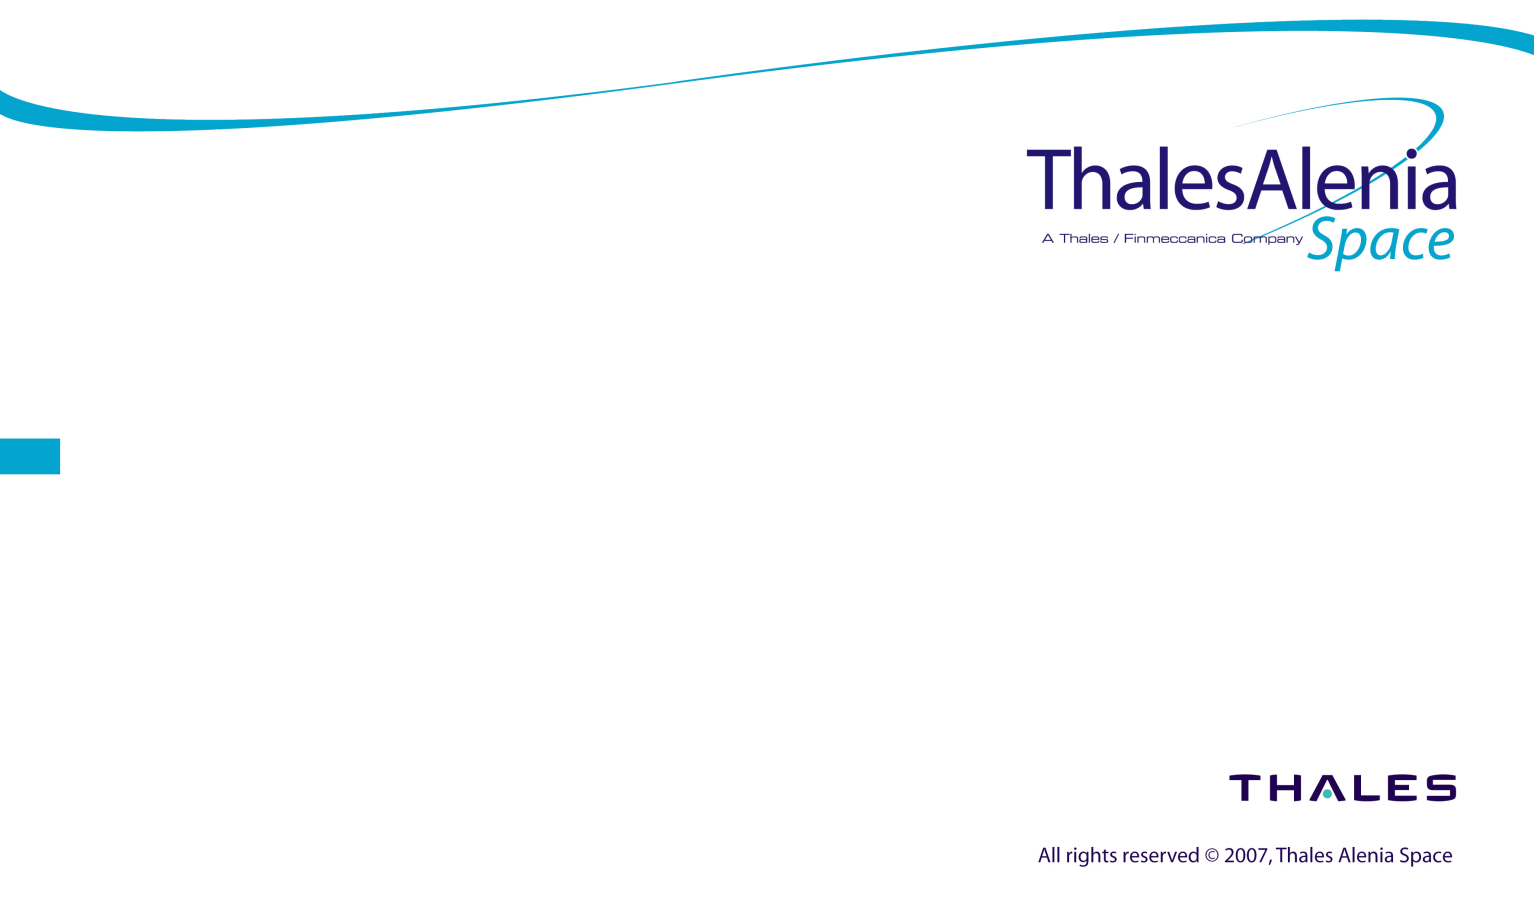 ThalesAlenia
A Thales / Finmeccanica Company Space
THALES
All rights reserved © 2007, Thales Alenia Space